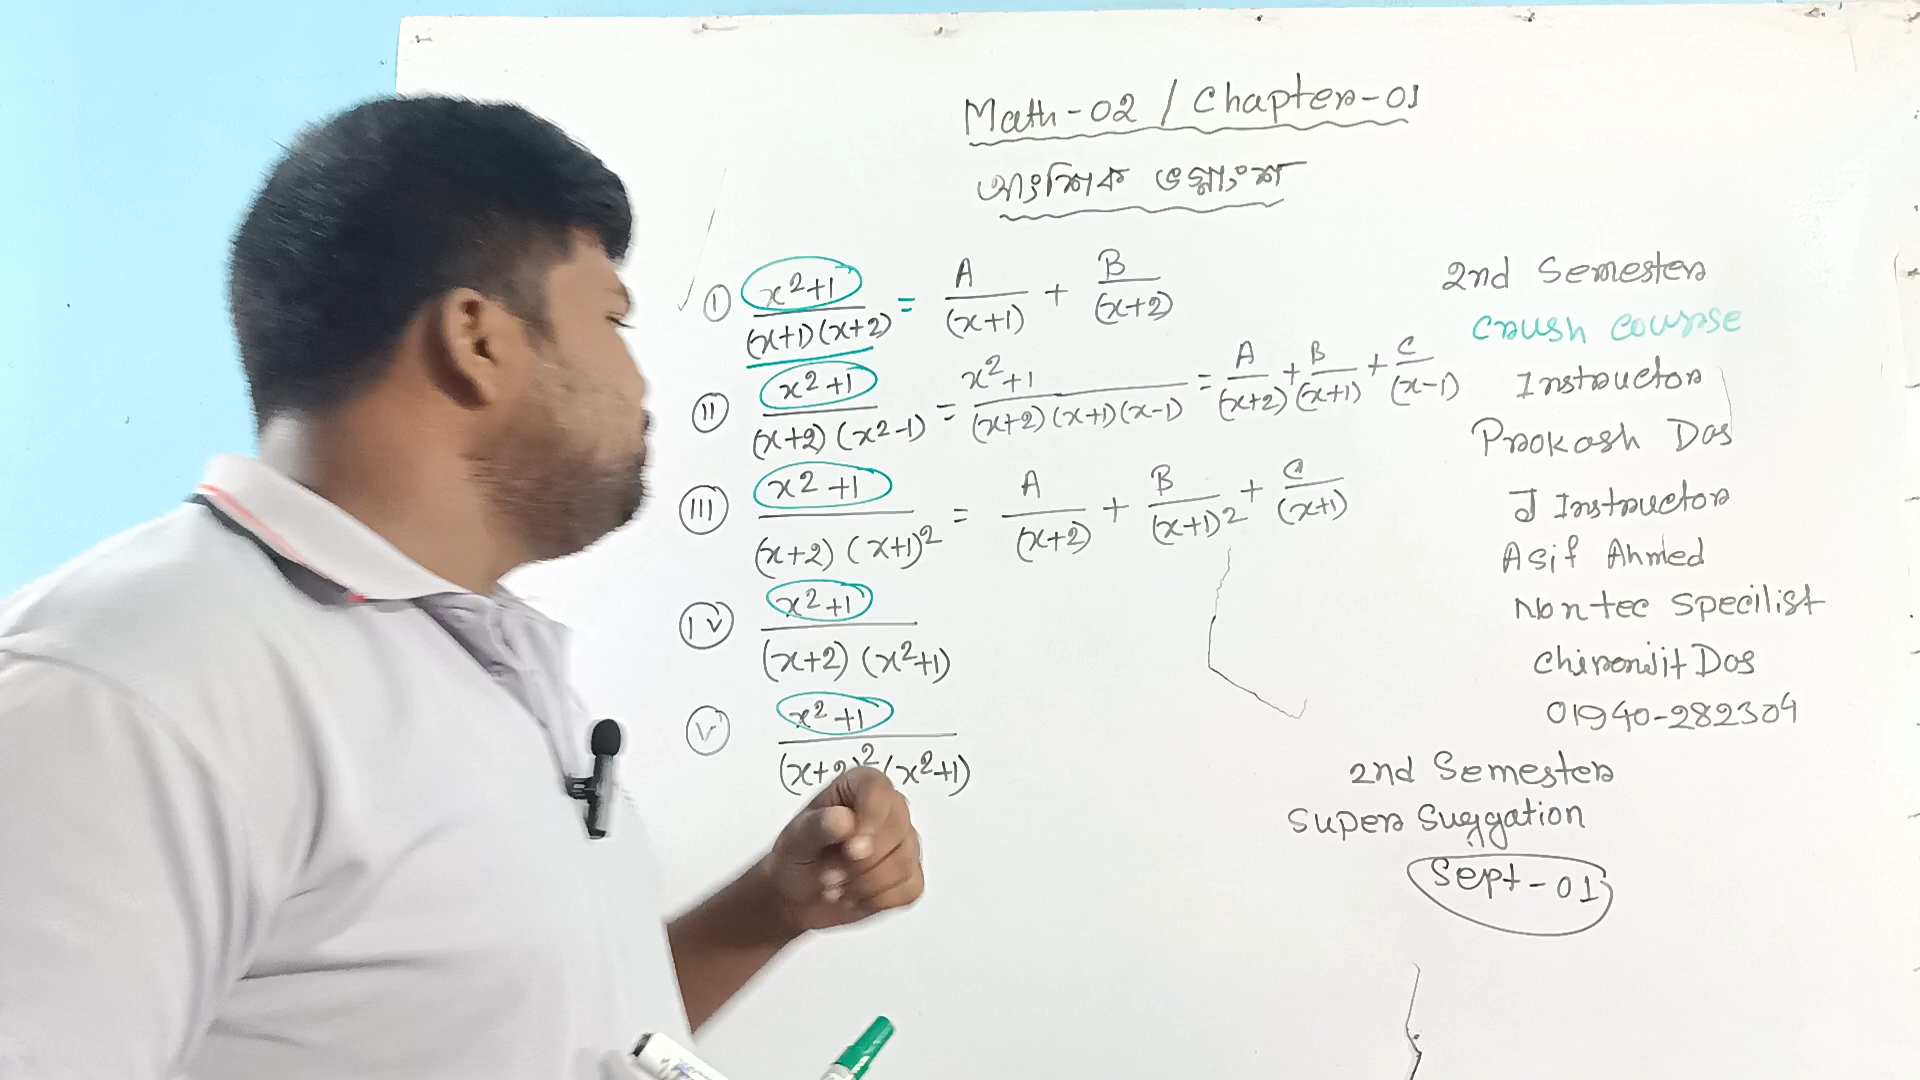 Math-02 / Chapter-01
আংশিক ভগ্নাংশ
(I) x²+1 / (x+1)(x+2) = A/(x+1) + B/(x+2)
(II) x²+1 / (x+2)(x²-1) = x²+1 / (x+2)(x+1)(x-1) = A/(x+2) + B/(x+1) + C/(x-1)
(III) x²+1 / (x+2)(x+1)² = A/(x+2) + B/(x+1)² + C/(x+1)
(IV) x²+1 / (x+2)(x²+1)
(V) x²+1 / (x+2)²(x²+1)
2nd Semester
Crush course
Instructor
Prokash Das
J Instructor
Asif Ahmed
Nontec Specilist
Chironjit Das
01940-282304
2nd Semester
Super Suggation
Sept-01